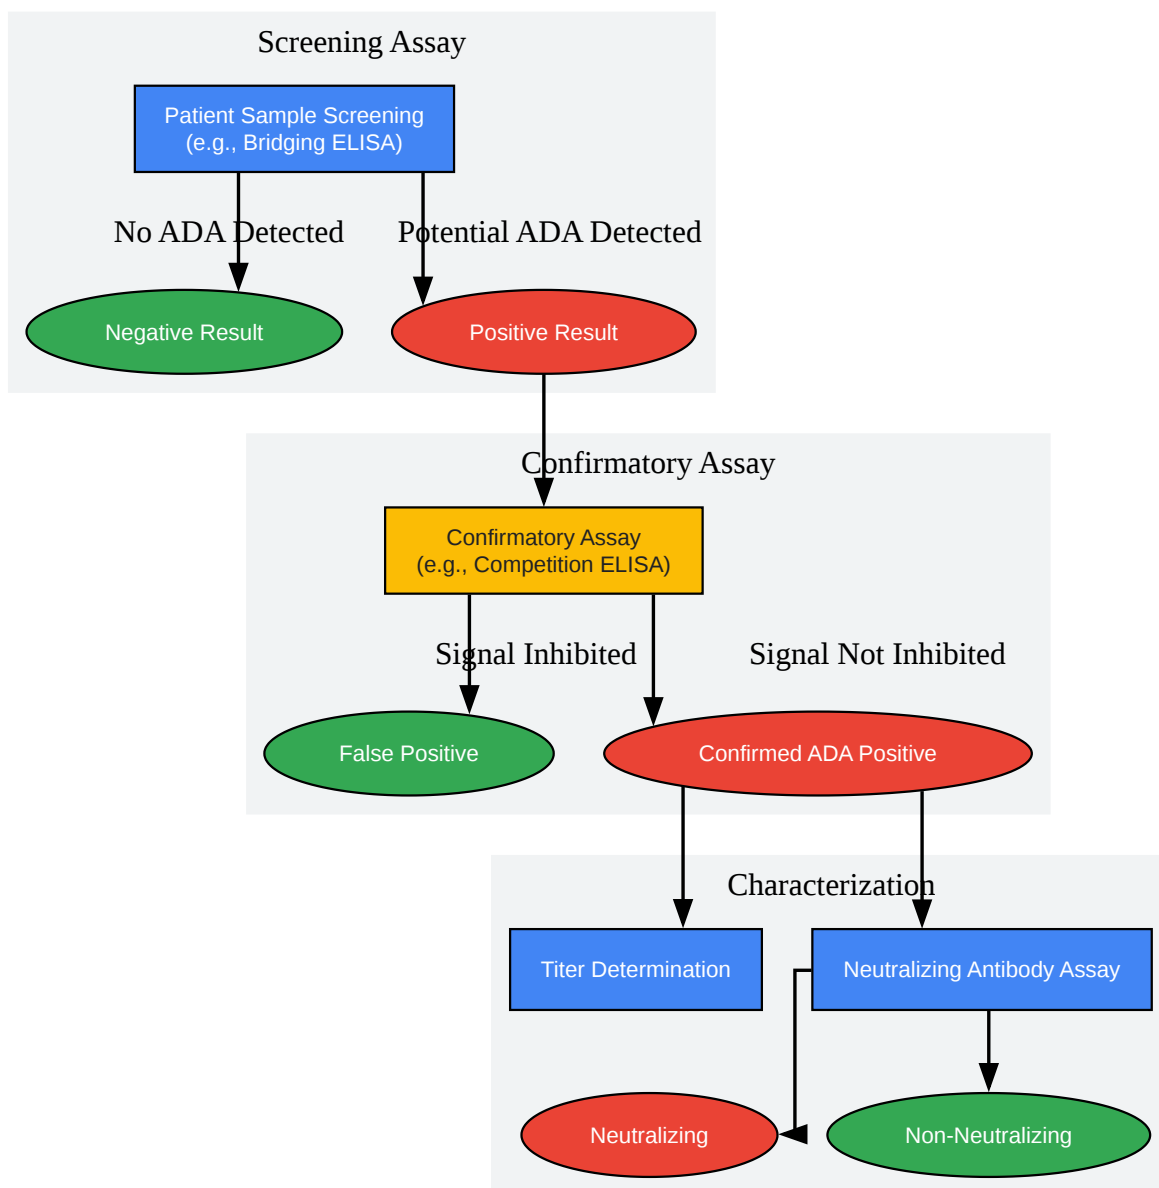 Screening Assay
Patient Sample Screening
(e.g., Bridging ELISA)
No ADA Detected
Potential ADA Detected
Negative Result
Positive Result
Confirmatory Assay
Confirmatory Assay
(e.g., Competition ELISA)
Signal Inhibited
Signal Not Inhibited
False Positive
Confirmed ADA Positive
Characterization
Titer Determination
Neutralizing Antibody Assay
Neutralizing
Non-Neutralizing